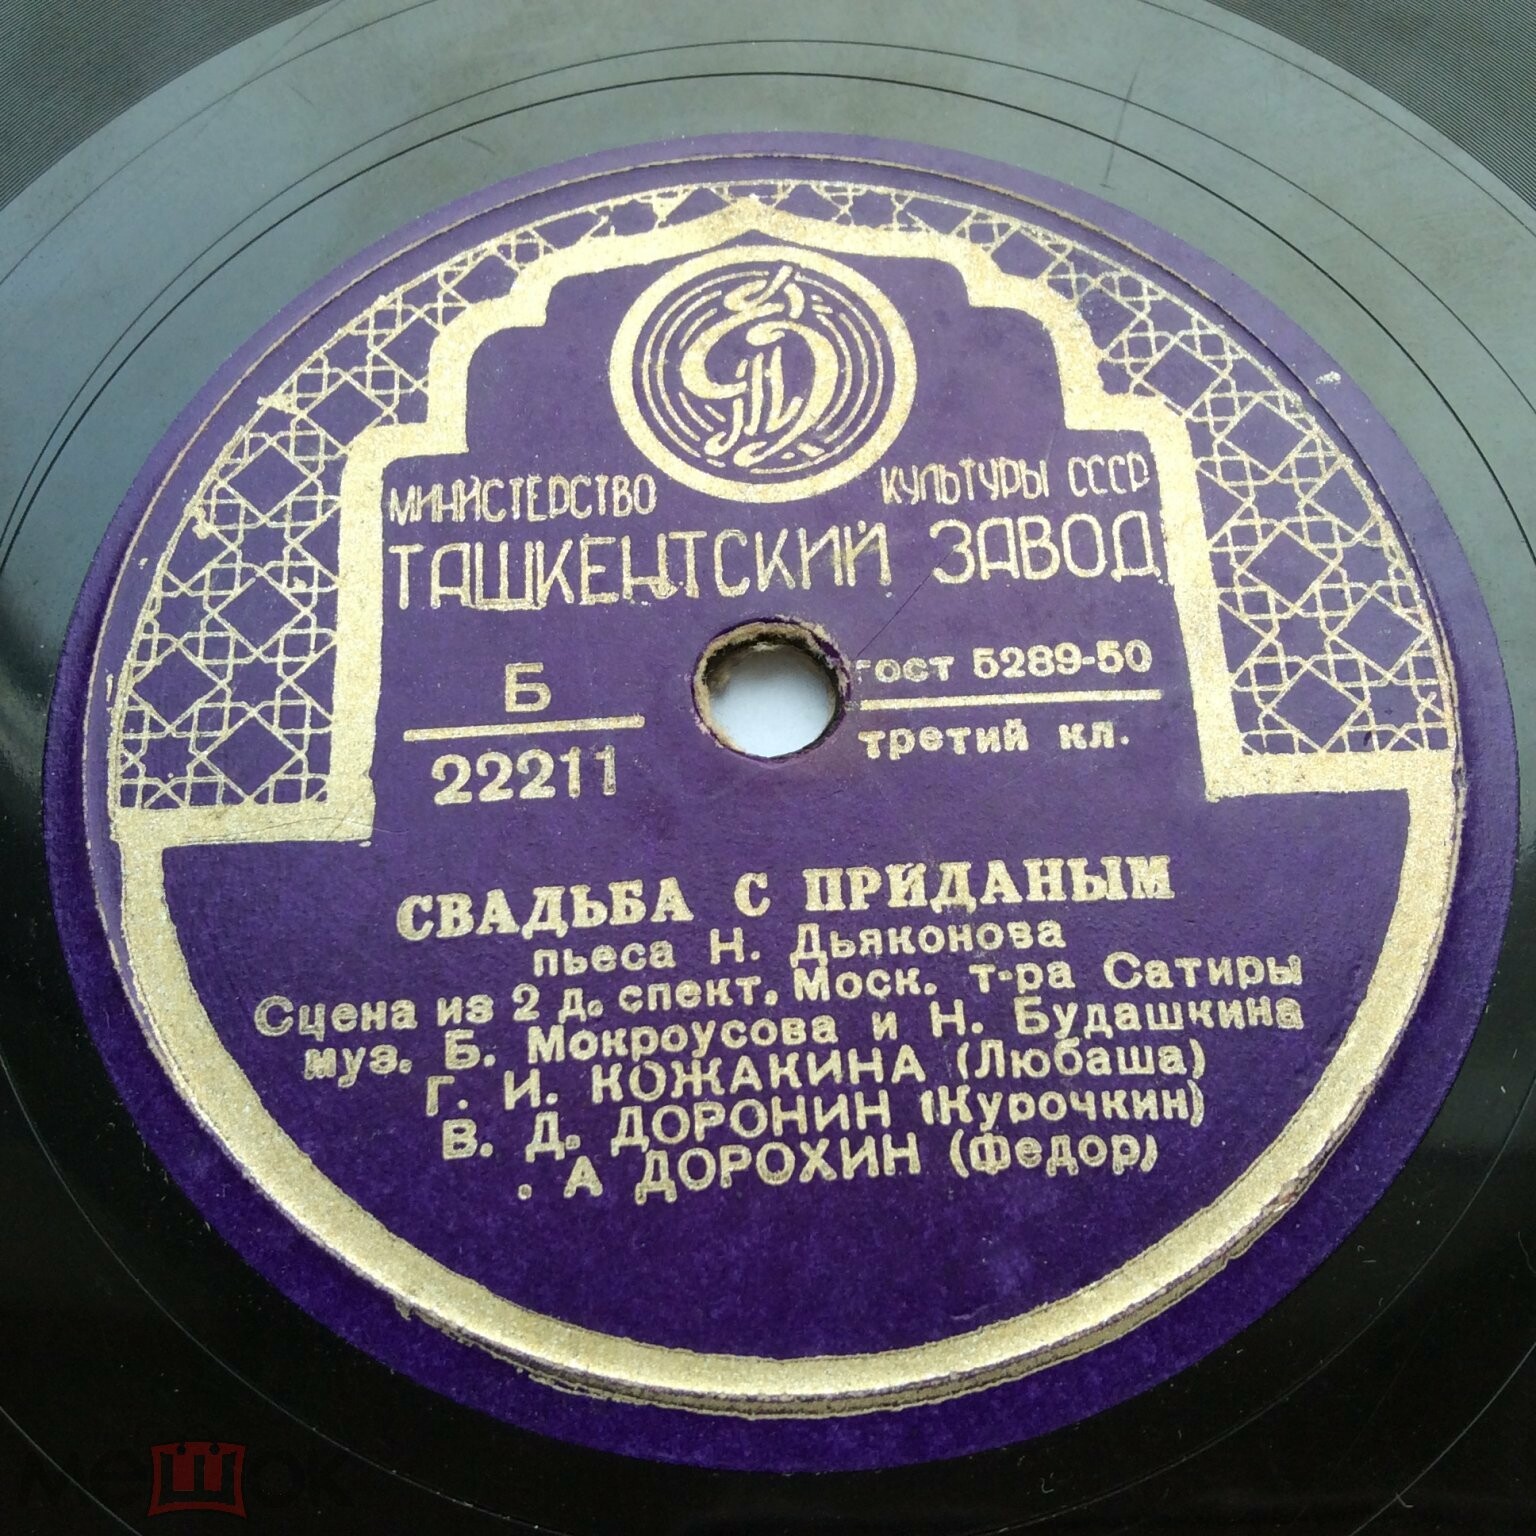 МИНИСТЕРСТВО КУЛЬТУРЫ СССР
ТАШКЕНТСКИЙ ЗАВОД
Б
22211
ГОСТ 5289-50
третий кл.
СВАДЬБА С ПРИДАНЫМ
пьеса Н. Дьяконова
Сцена из 2 д. спект. Моск. т-ра Сатиры
муз. Б. Мокроусова и Н. Будашкина
Г. И. КОЖАКИНА (Любаша)
В. Д. ДОРОНИН (Курочкин)
. А ДОРОХИН (Федор)
мешок